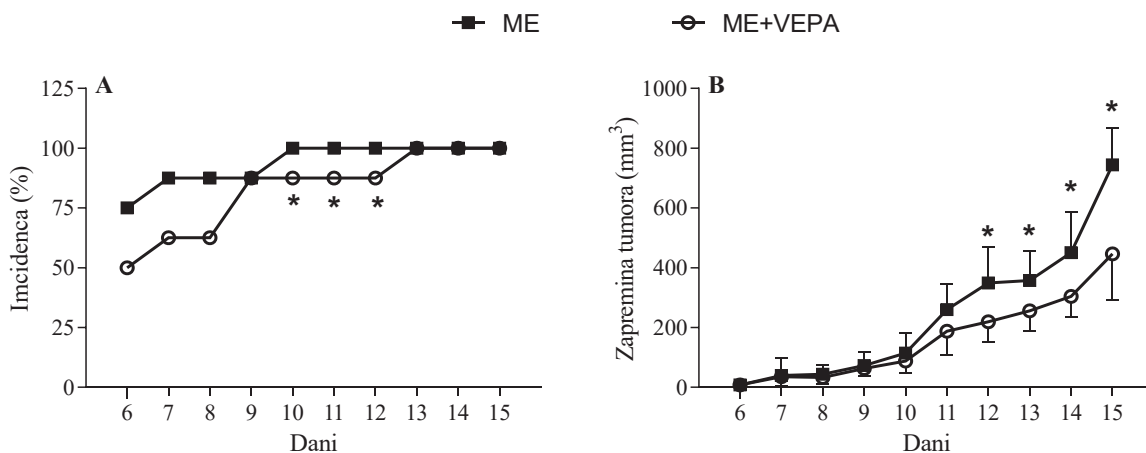 ME
ME+VEPA
A
Imcidenca (%)
125
100
75
50
25
0
* * *
6 7 8 9 10 11 12 13 14 15
Dani
B
Zapremina tumora (mm³)
1000
800
600
400
200
0
* * * *
6 7 8 9 10 11 12 13 14 15
Dani